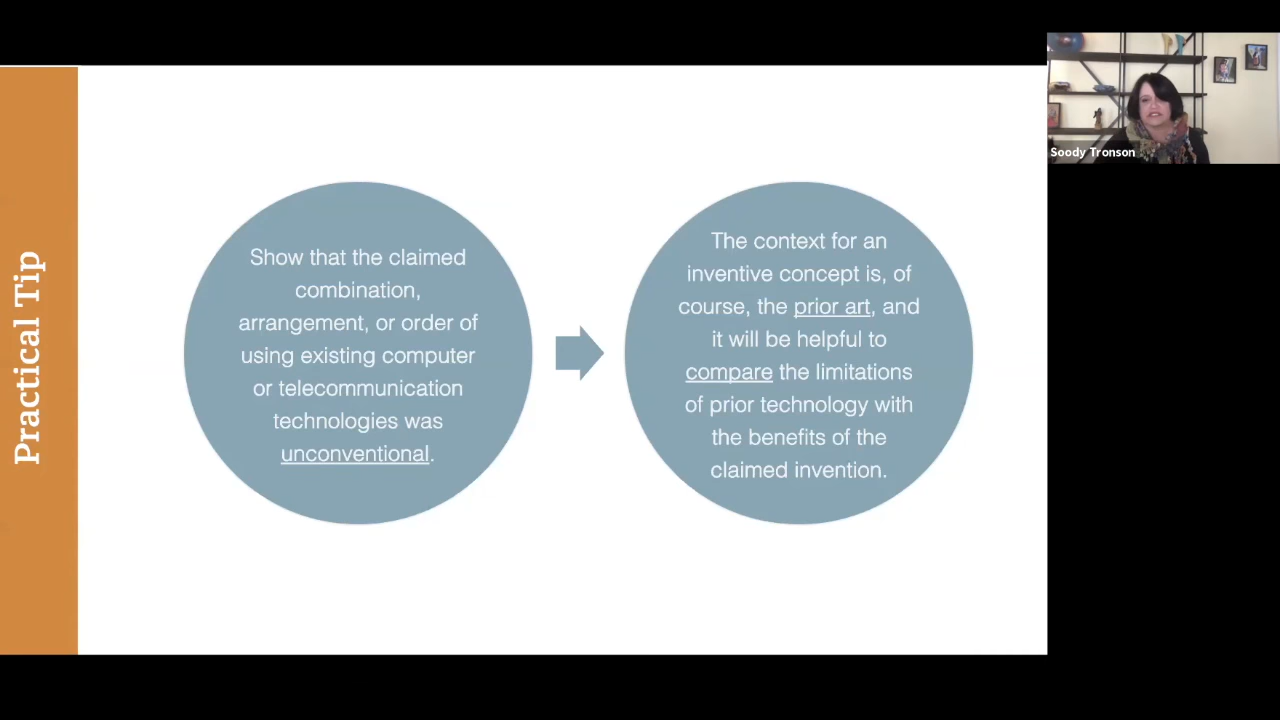 Practical Tip
Show that the claimed
combination,
arrangement, or order of
using existing computer
or telecommunication
technologies was
unconventional.
The context for an
inventive concept is, of
course, the prior art, and
it will be helpful to
compare the limitations
of prior technology with
the benefits of the
claimed invention.
Soody Tronson